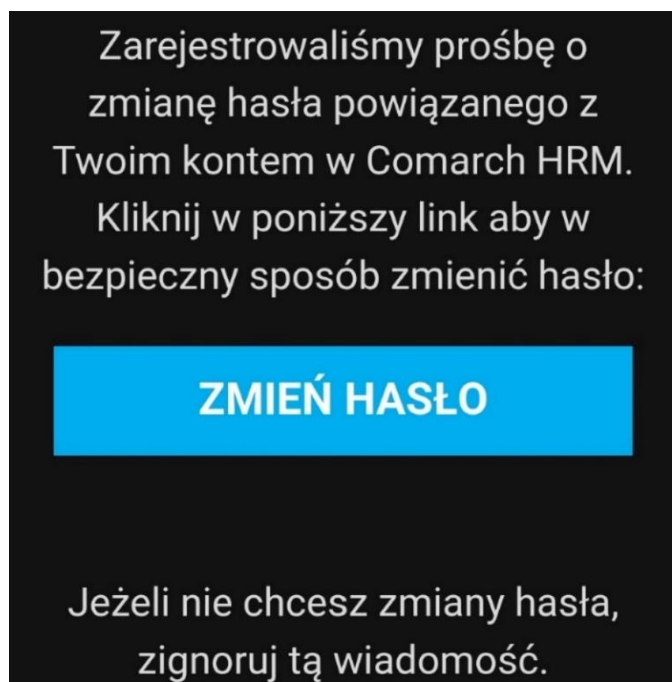 Zarejestrowaliśmy prośbę o
zmianę hasła powiązanego z
Twoim kontem w Comarch HRM.
Kliknij w poniższy link aby w
bezpieczny sposób zmienić hasło:
ZMIEŃ HASŁO
Jeżeli nie chcesz zmiany hasła,
zignoruj tą wiadomość.